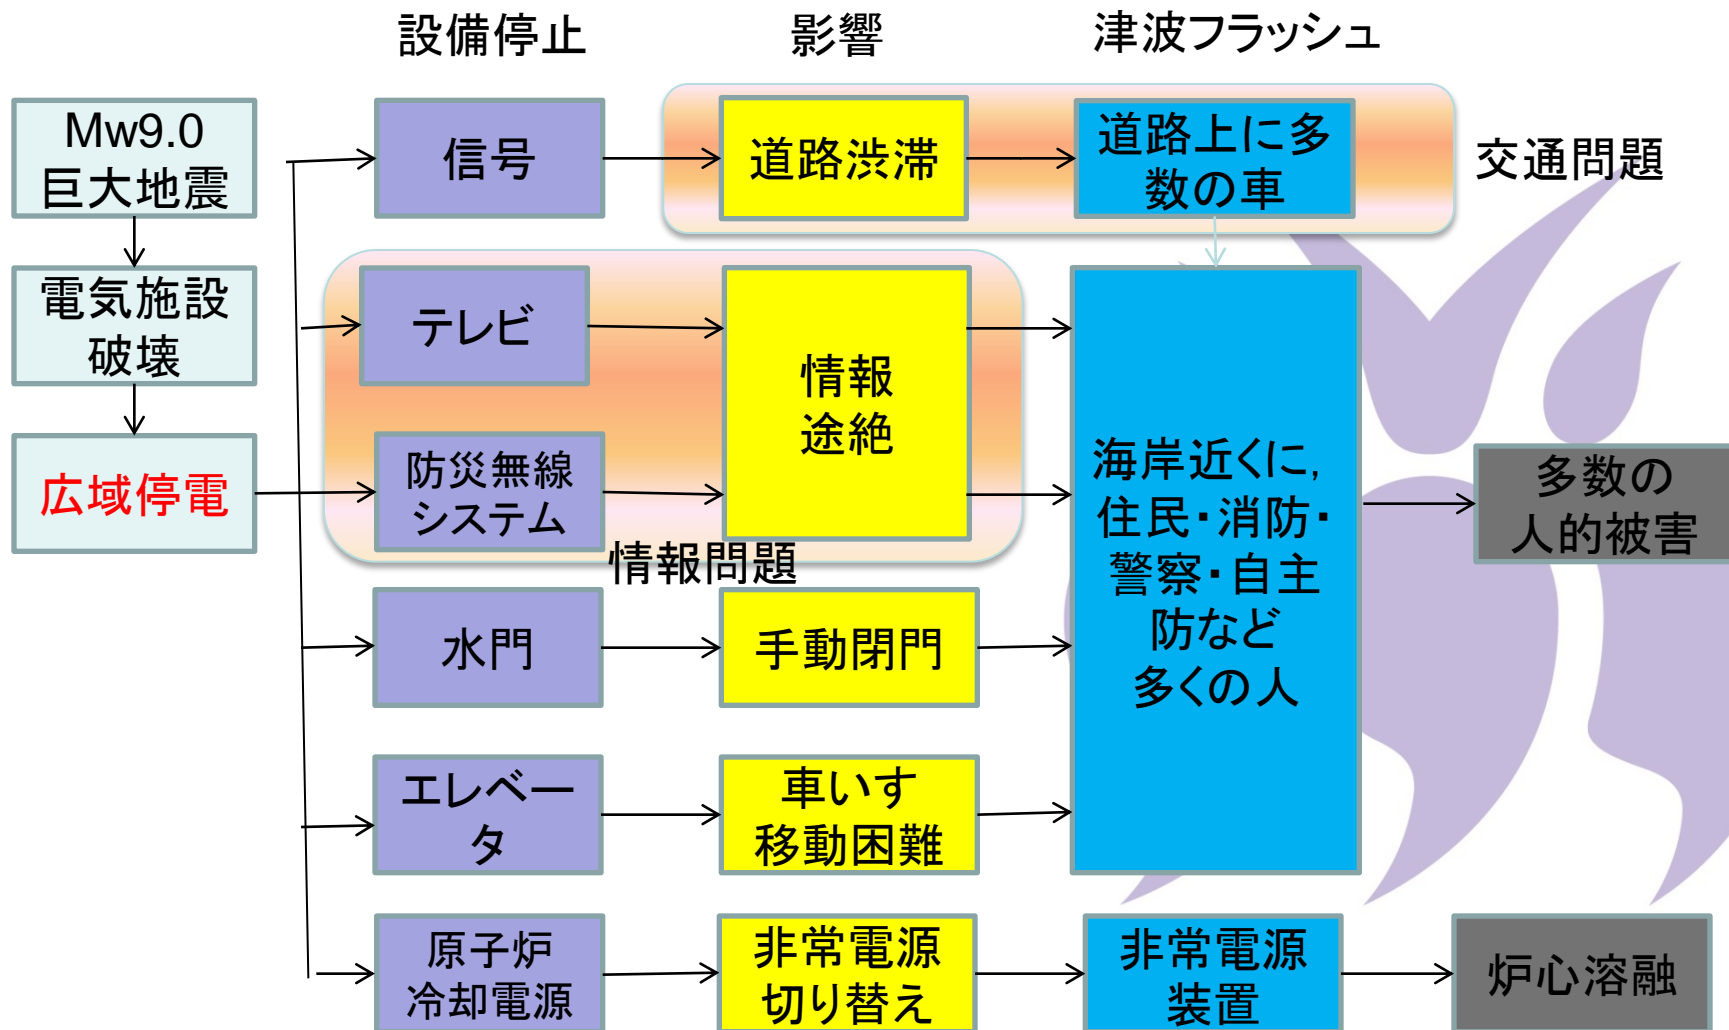 設備停止
影響
津波フラッシュ
Mw9.0
巨大地震
信号
道路渋滞
道路上に多
数の車
交通問題
電気施設
破壊
テレビ
情報
途絶
広域停電
防災無線
システム
情報問題
海岸近くに,
住民・消防・
警察・自主
防など
多くの人
多数の
人的被害
水門
手動閉門
エレベー
タ
車いす
移動困難
原子炉
冷却電源
非常電源
切り替え
非常電源
装置
炉心溶融